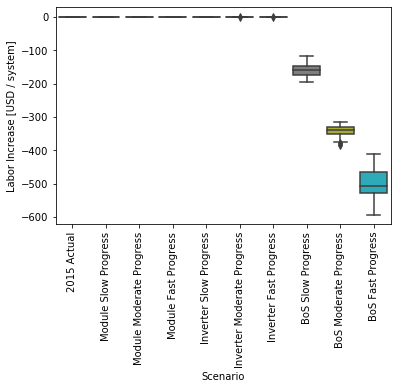 Labor Increase [USD / system]
0
−100
−200
−300
−400
−500
−600
2015 Actual
Module Slow Progress
Module Moderate Progress
Module Fast Progress
Inverter Slow Progress
Inverter Moderate Progress
Inverter Fast Progress
BoS Slow Progress
BoS Moderate Progress
BoS Fast Progress
Scenario